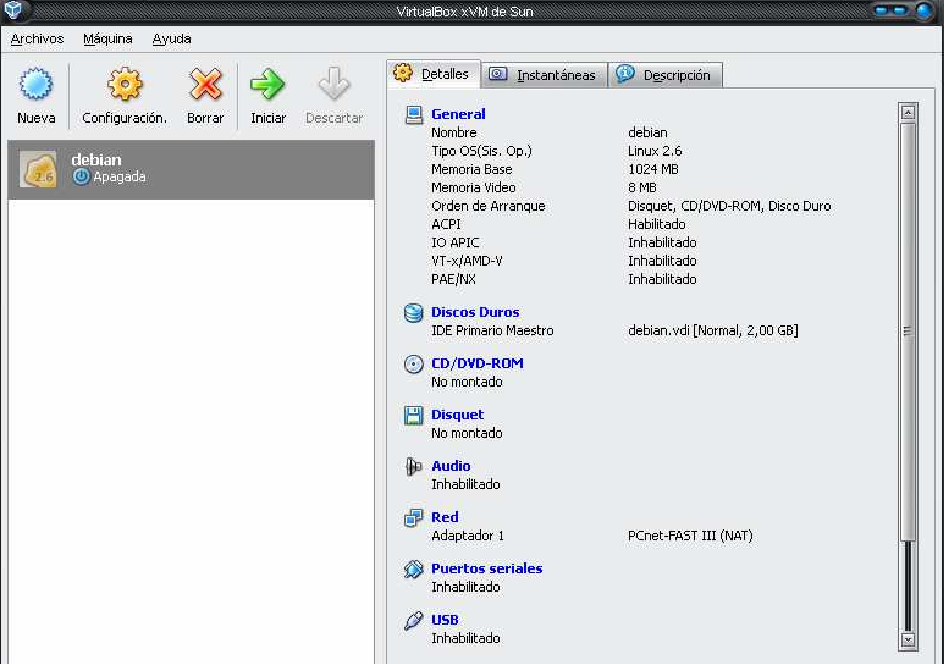 VirtualBox xVM de Sun
Archivos Máquina Ayuda
Nueva Configuración. Borrar Iniciar Descartar
debian
Apagada
Detalles Instantáneas Descripción
General
Nombre debian
Tipo OS(Sis. Op.) Linux 2.6
Memoria Base 1024 MB
Memoria Video 8 MB
Orden de Arranque Disquet, CD/DVD-ROM, Disco Duro
ACPI Habilitado
IO APIC Inhabilitado
VT-x/AMD-V Inhabilitado
PAE/NX Inhabilitado
Discos Duros
IDE Primario Maestro debian.vdi [Normal, 2,00 GB]
CD/DVD-ROM
No montado
Disquet
No montado
Audio
Inhabilitado
Red
Adaptador 1 PCnet-FAST III (NAT)
Puertos seriales
Inhabilitado
USB
Inhabilitado